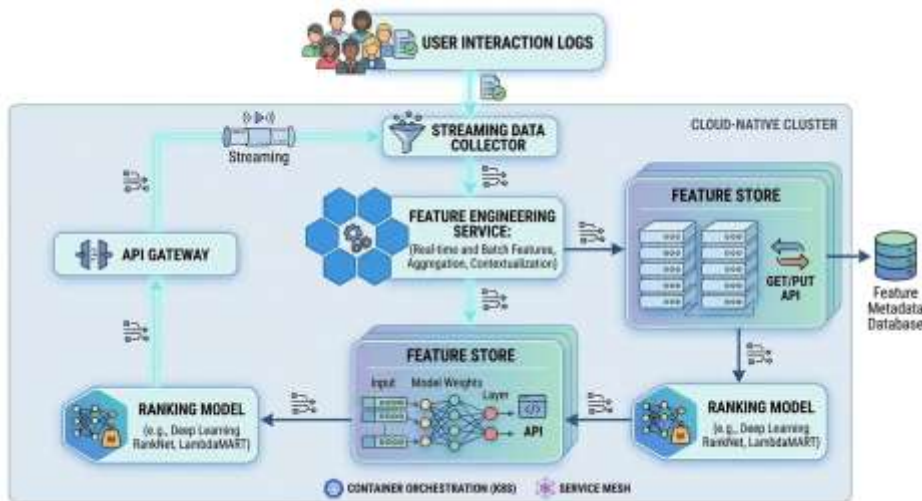 USER INTERACTION LOGS
CLOUD-NATIVE CLUSTER
STREAMING DATA
COLLECTOR
Streaming
FEATURE ENGINEERING
SERVICE:
(Real-time and Batch Features,
Aggregation, Contextualization)
FEATURE STORE
GET/PUT
API
Feature
Metadata
Database
API GATEWAY
FEATURE STORE
Input
Model Weights
Layer
API
RANKING MODEL
(e.g., Deep Learning
RankNet, LambdaMART)
RANKING MODEL
(e.g., Deep Learning
RankNet, LambdaMART)
CONTAINER ORCHESTRATION (K8S)
SERVICE MESH